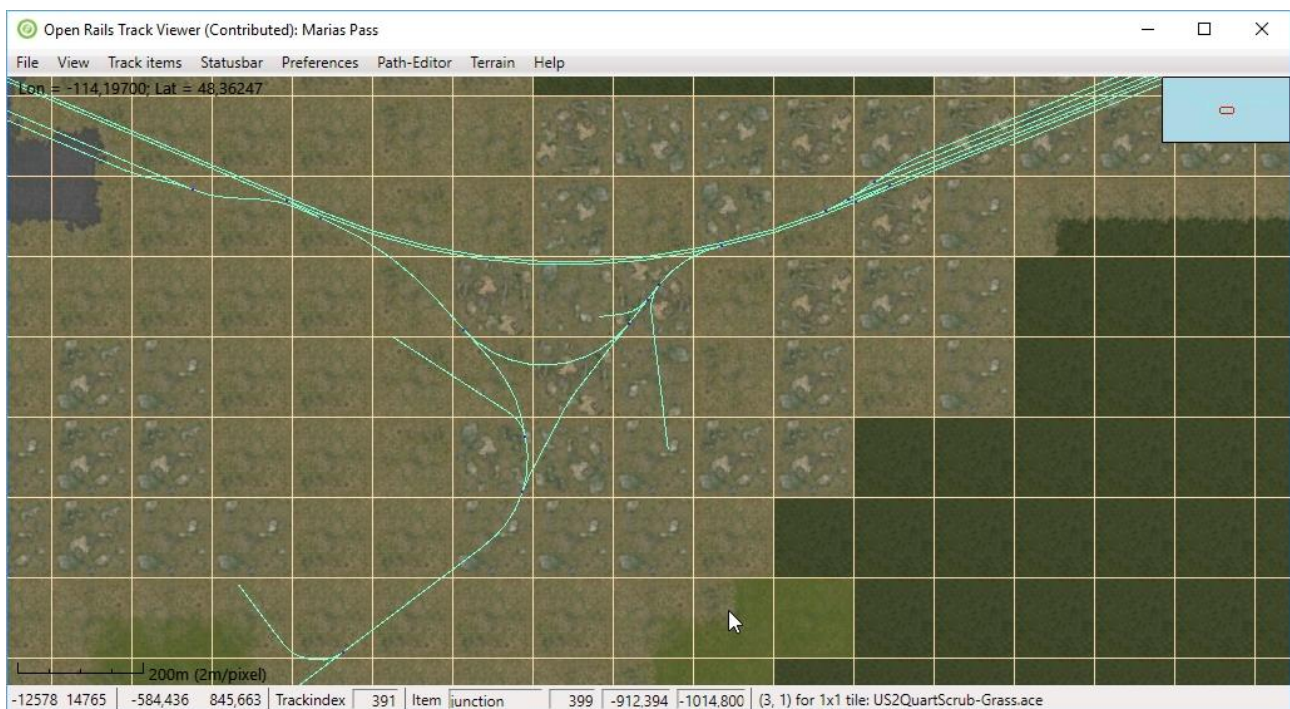 Open Rails Track Viewer (Contributed): Marias Pass
File View Track items Statusbar Preferences Path-Editor Terrain Help
Lon = -114,19700; Lat = 48,36247
200m (2m/pixel)
-12578 14765 -584,436 845,663 Trackindex 391 Item junction 399 -912,394 -1014,800 (3, 1) for 1x1 tile: US2QuartScrub-Grass.ace